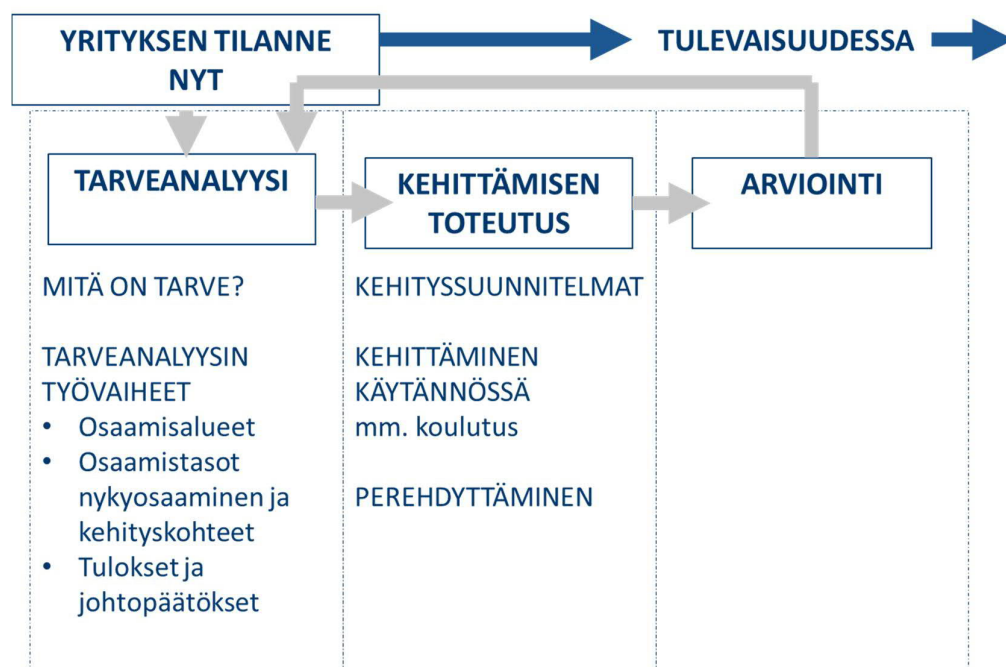 YRITYKSEN TILANNE
NYT
TULEVAISUUDESSA
TARVEANALYYSI
KEHITTÄMISEN
TOTEUTUS
ARVIOINTI
MITÄ ON TARVE?
TARVEANALYYSIN
TYÖVAIHEET
• Osaamisalueet
• Osaamistasot
nykyosaaminen ja
kehityskohteet
• Tulokset ja
johtopäätökset
KEHITYSSUUNNITELMAT
KEHITTÄMINEN
KÄYTÄNNÖSSÄ
mm. koulutus
PEREHDYTTÄMINEN